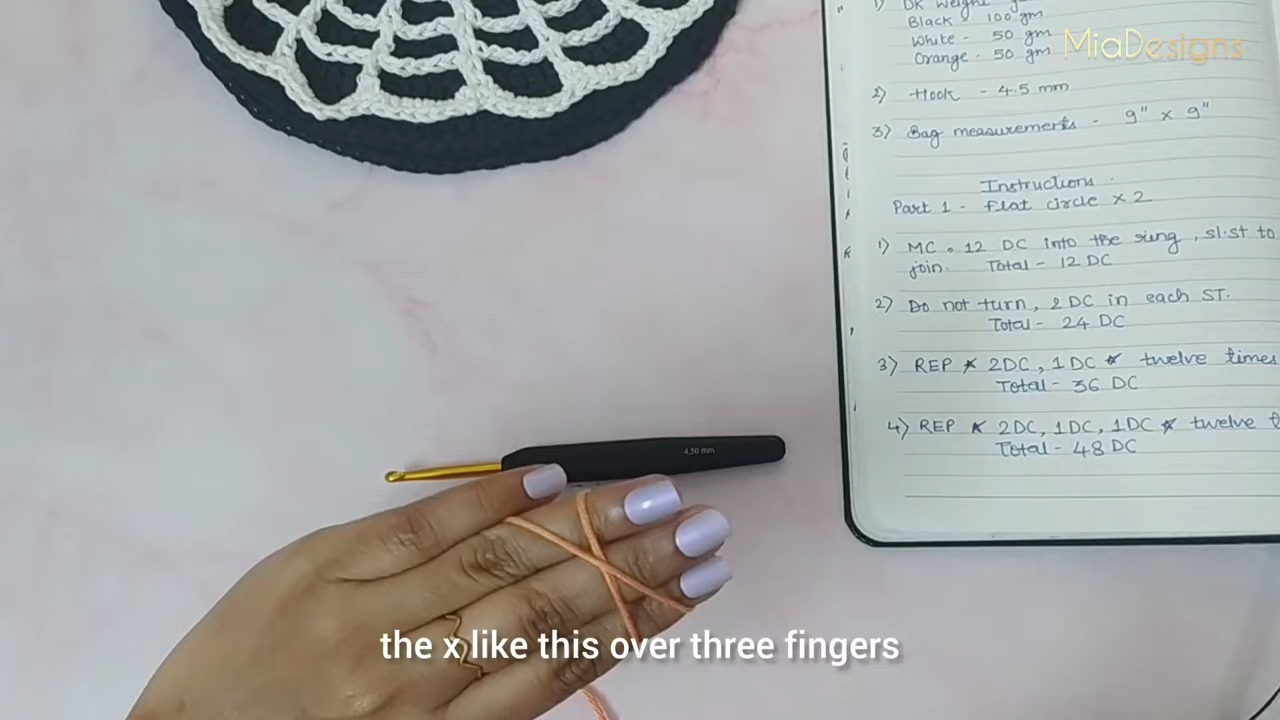 1) DK weight
Black 100 gm
White - 50 gm
Orange - 50 gm
MiaDesigns
2) Hook - 4.5 mm
3) Bag measurements - 9" x 9"
Instructions.
Part 1 - Flat circle x 2
1) MC. 12 DC into the ring, sl.st to
join. Total - 12 DC
2) Do not turn, 2 DC in each ST.
Total - 24 DC
3) REP * 2DC, 1DC * twelve times
Total - 36 DC
4) REP * 2DC, 1DC, 1DC * twelve
Total - 48 DC
4.50 mm
the x like this over three fingers